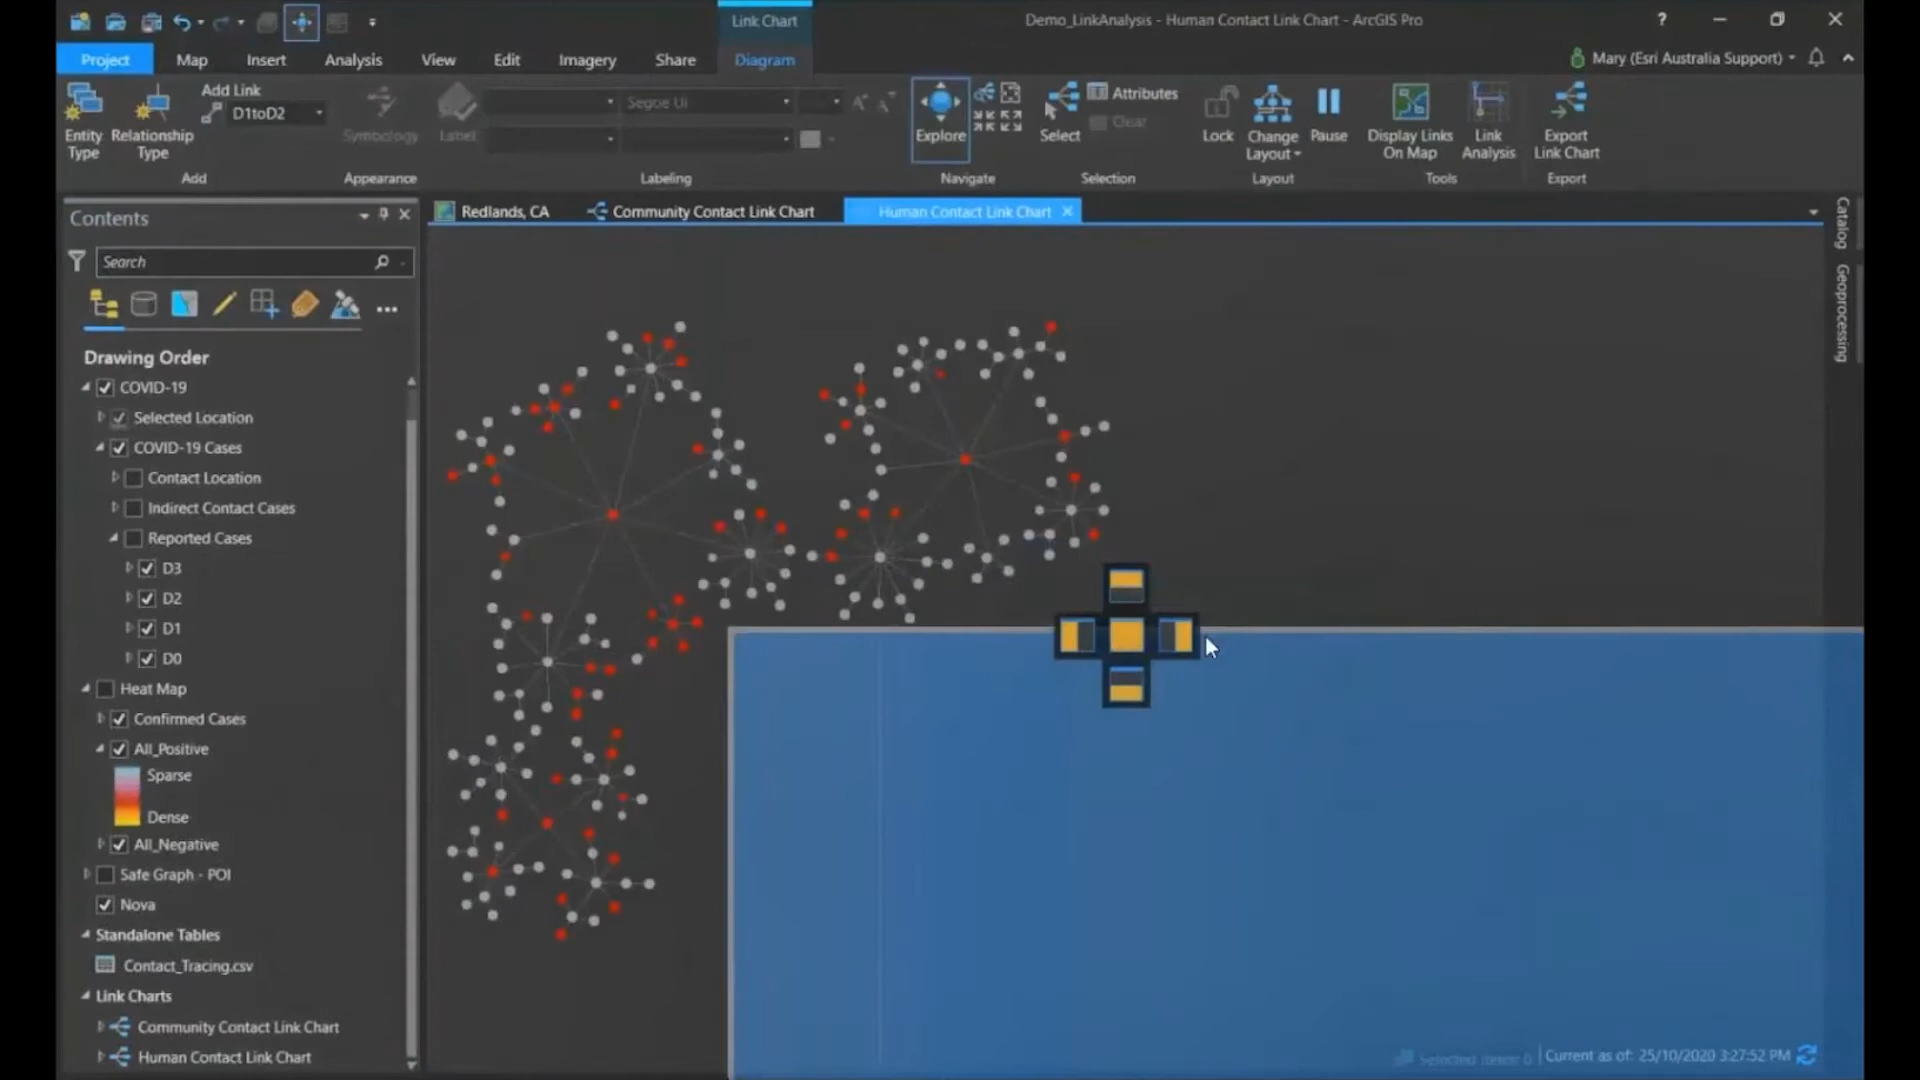 Link Chart
Demo_LinkAnalysis - Human Contact Link Chart - ArcGIS Pro
?
Project
Map
Insert
Analysis
View
Edit
Imagery
Share
Diagram
Mary (Esri Australia Support)
Entity
Type
Relationship
Type
Add Link
D1toD2
Add
Symbology
Appearance
Label
Segoe UI
Labeling
Explore
Navigate
Select
Attributes
Clear
Selection
Lock
Change
Layout
Pause
Layout
Display Links
On Map
Link
Analysis
Tools
Export
Link Chart
Export
Contents
Search
Drawing Order
COVID-19
Selected Location
COVID-19 Cases
Contact Location
Indirect Contact Cases
Reported Cases
D3
D2
D1
D0
Heat Map
Confirmed Cases
All_Positive
Sparse
Dense
All_Negative
Safe Graph - POI
Nova
Standalone Tables
Contact_Tracing.csv
Link Charts
Community Contact Link Chart
Human Contact Link Chart
Redlands, CA
Community Contact Link Chart
Human Contact Link Chart
Catalog
Geoprocessing
Selected Items: 0
Current as of: 25/10/2020 3:27:52 PM